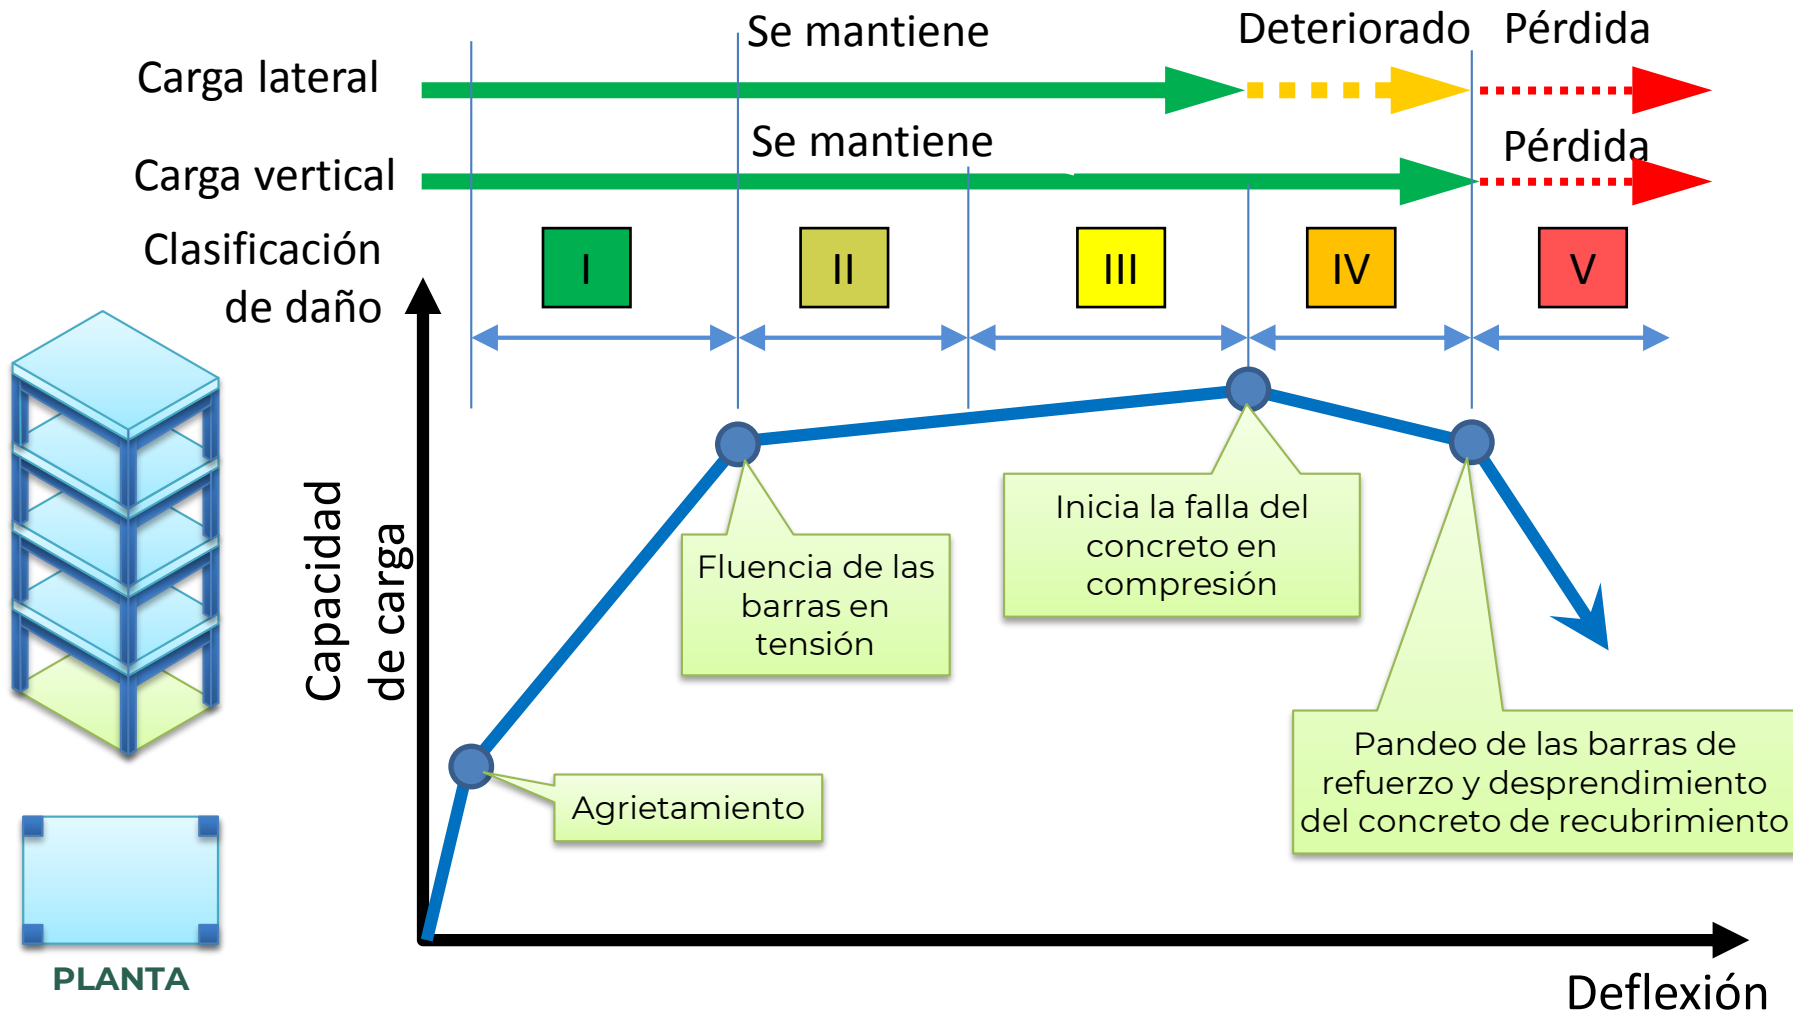 Se mantiene
Deteriorado
Pérdida
Carga lateral
Se mantiene
Pérdida
Carga vertical
Clasificación
de daño
I
II
III
IV
V
Capacidad
de carga
Inicia la falla del
concreto en
compresión
Fluencia de las
barras en
tensión
Pandeo de las barras de
refuerzo y desprendimiento
del concreto de recubrimiento
Agrietamiento
PLANTA
Deflexión